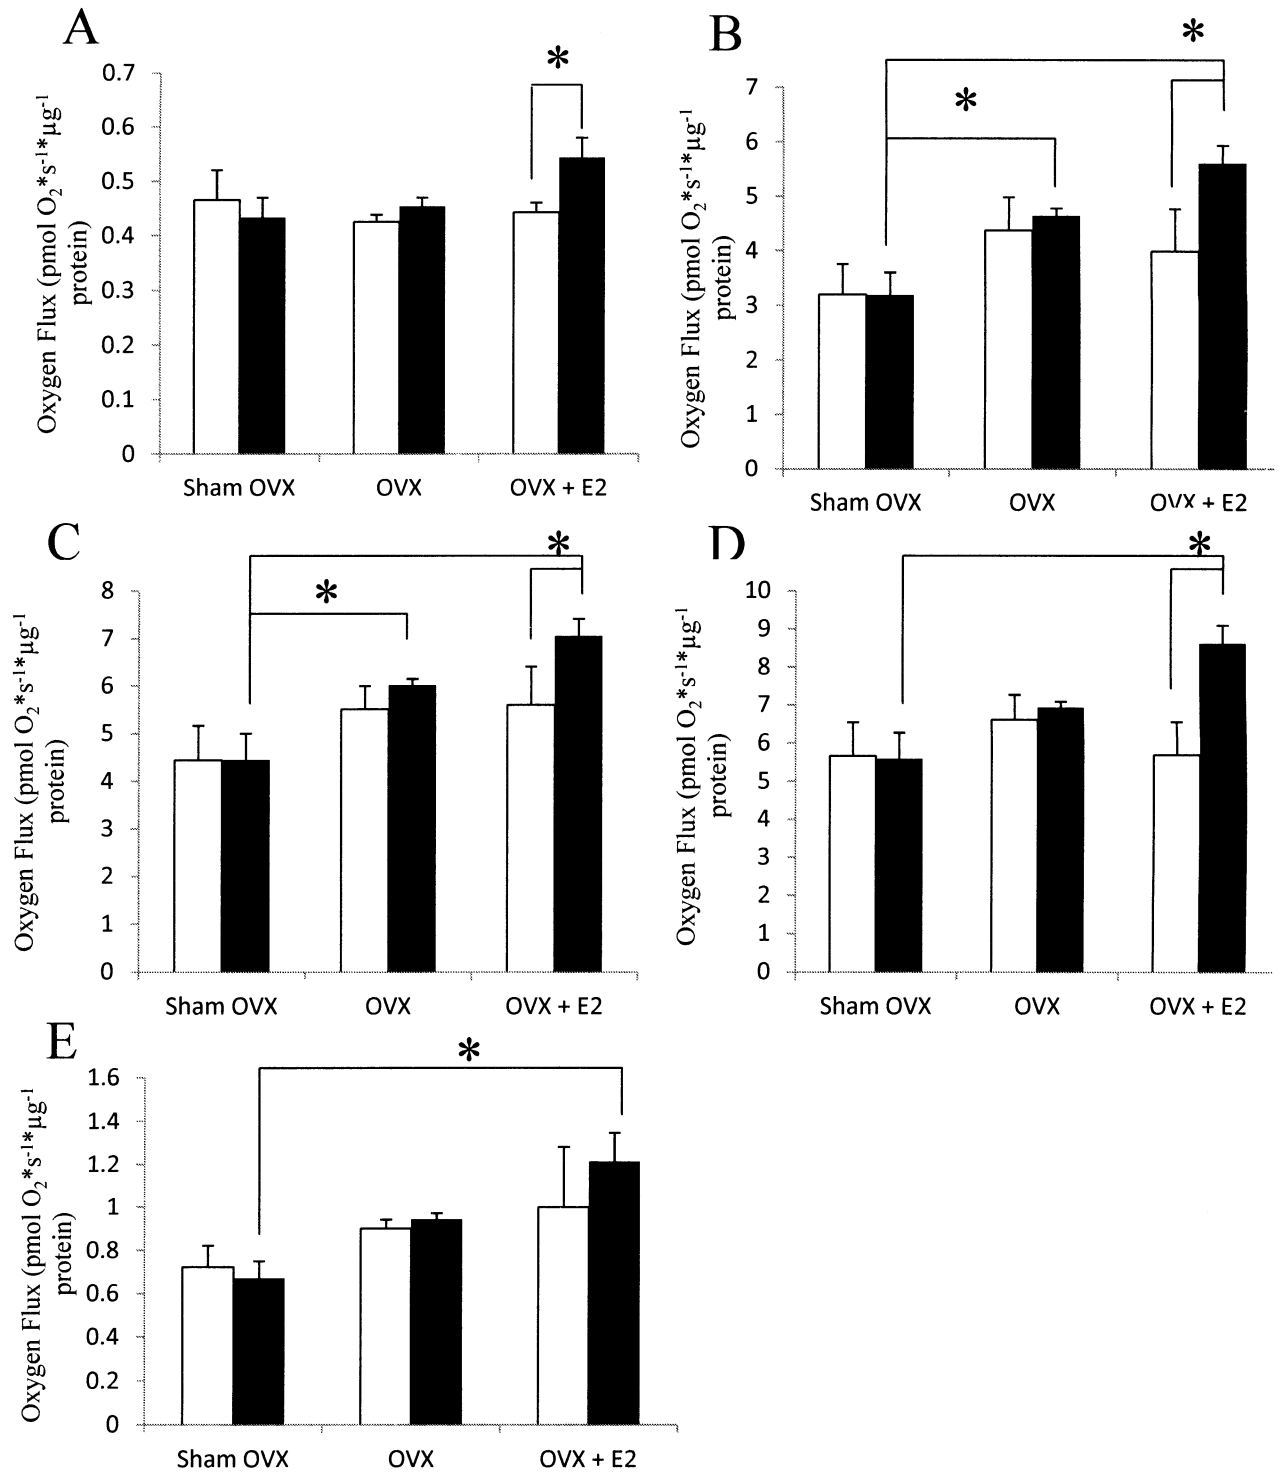 A
*
Oxygen Flux (pmol O2*s-1*µg-1
protein)
0.7
0.6
0.5
0.4
0.3
0.2
0.1
0
Sham OVX
OVX
OVX + E2
B
*
*
Oxygen Flux (pmol O2*s-1*µg-1
protein)
7
6
5
4
3
2
1
0
Sham OVX
OVX
OVX + E2
C
*
*
Oxygen Flux (pmol O2*s-1*µg-1
protein)
8
7
6
5
4
3
2
1
0
Sham OVX
OVX
OVX + E2
D
*
Oxygen Flux (pmol O2*s-1*µg-1
protein)
10
9
8
7
6
5
4
3
2
1
0
Sham OVX
OVX
OVX + E2
E
*
Oxygen Flux (pmol O2*s-1*µg-1
protein)
1.6
1.4
1.2
1
0.8
0.6
0.4
0.2
0
Sham OVX
OVX
OVX + E2